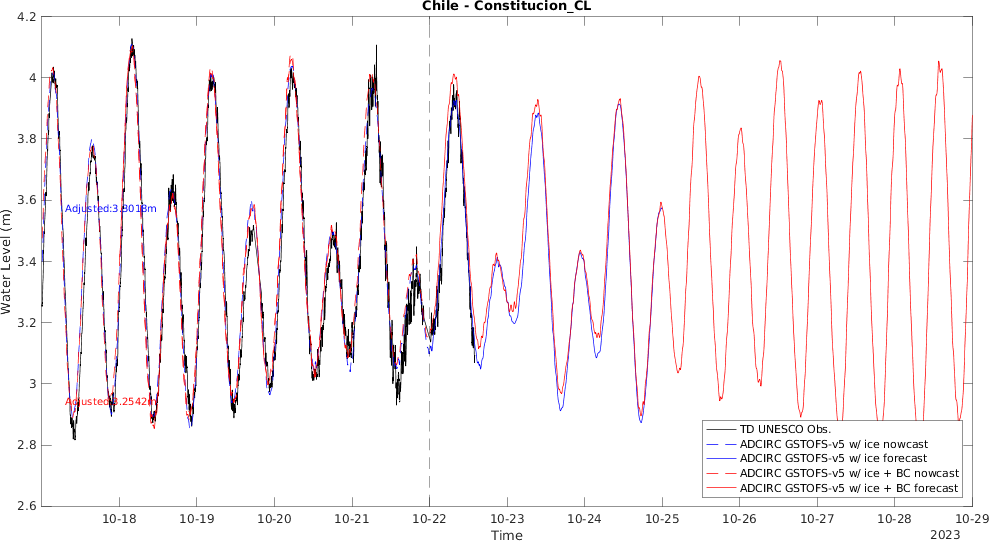 Chile - Constitucion_CL
4.2
4
3.8
3.6
3.4
3.2
3
2.8
2.6
Water Level (m)
Adjusted:3.3018m
Adjusted:3.2542m
TD UNESCO Obs.
ADCIRC GSTOFS-v5 w/ ice nowcast
ADCIRC GSTOFS-v5 w/ ice forecast
ADCIRC GSTOFS-v5 w/ ice + BC nowcast
ADCIRC GSTOFS-v5 w/ ice + BC forecast
10-18 10-19 10-20 10-21 10-22 10-23 10-24 10-25 10-26 10-27 10-28 10-29
Time
2023